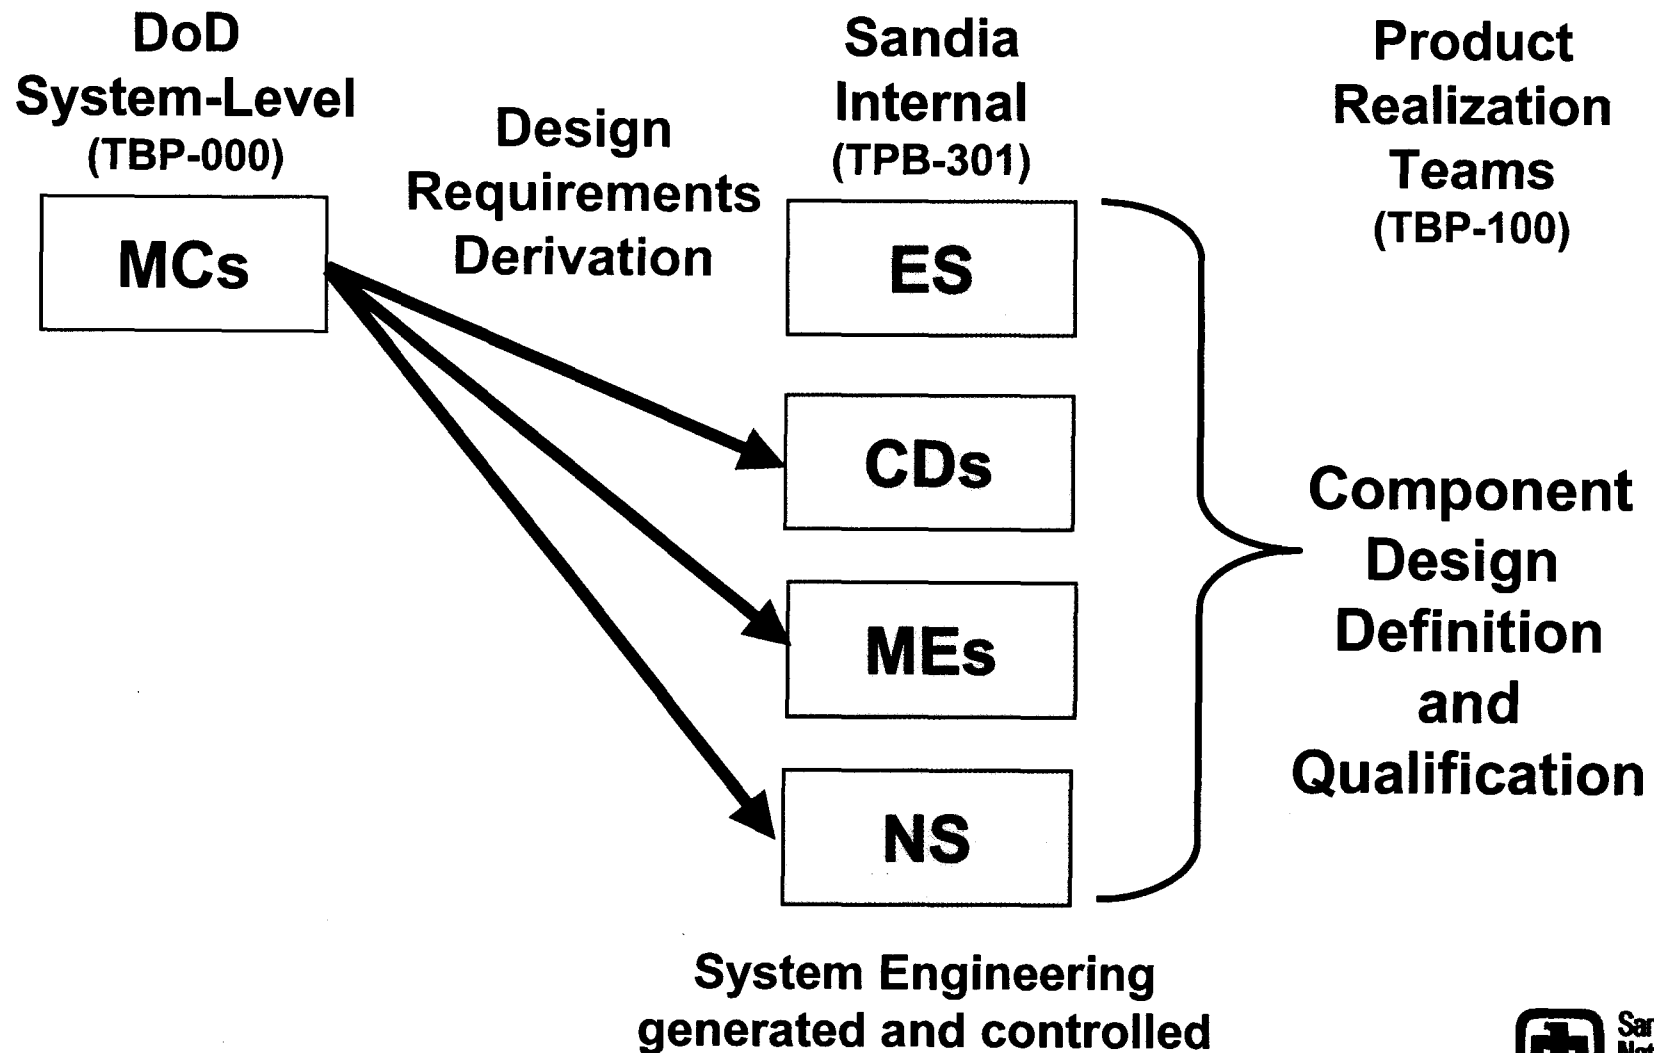 DoD
System-Level
(TBP-000)
MCs
Design
Requirements
Derivation
Sandia
Internal
(TPB-301)
ES
CDs
MEs
NS
System Engineering
generated and controlled
Product
Realization
Teams
(TBP-100)
Component
Design
Definition
and
Qualification